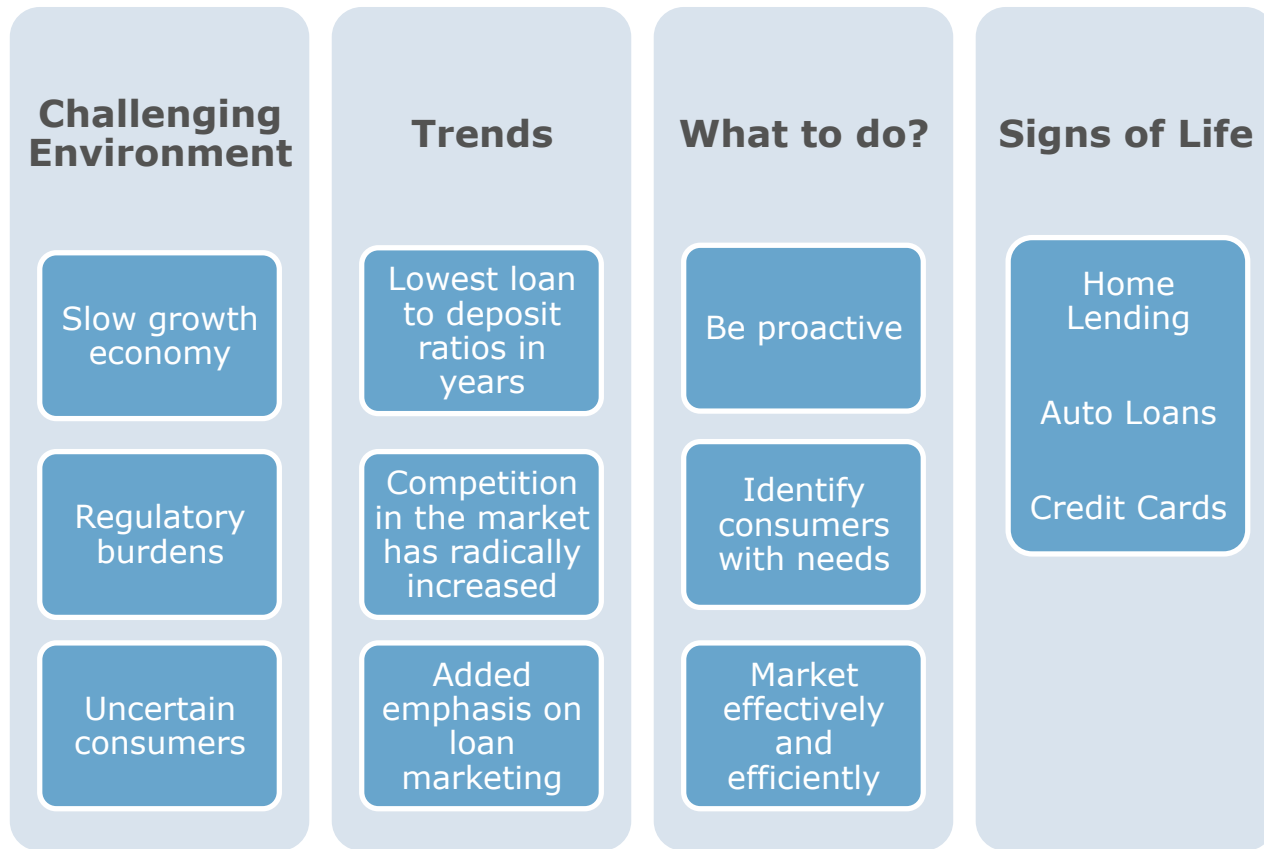 Challenging
Environment
Slow growth
economy
Regulatory
burdens
Uncertain
consumers
Trends
Lowest loan
to deposit
ratios in
years
Competition
in the market
has radically
increased
Added
emphasis on
loan
marketing
What to do?
Be proactive
Identify
consumers
with needs
Market
effectively
and
efficiently
Signs of Life
Home
Lending
Auto Loans
Credit Cards